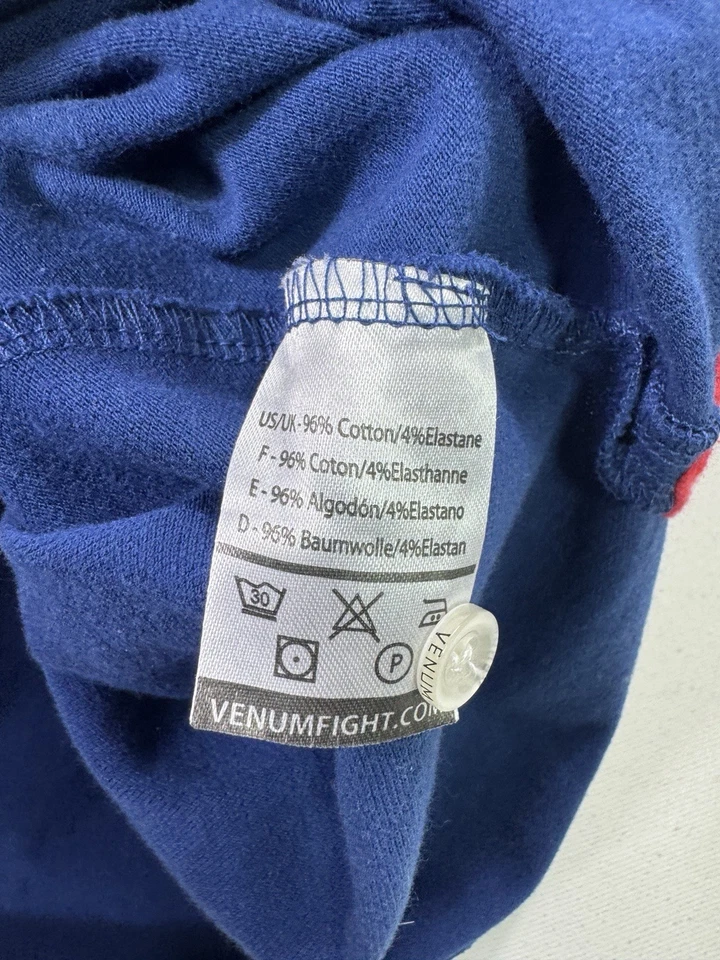 US/UK-96% Cotton/4%Elastane
F-96% Coton/4%Elasthanne
E-96% Algodón/4%Elastano
D-96% Baumwolle/4%Elastan
30
P
VENUM
VENUMFIGHT.COM